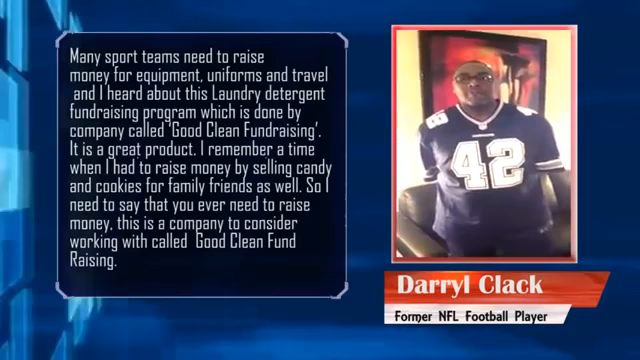 Many sport teams need to raise
money for equipment, uniforms and travel
and I heard about this Laundry detergent
fundraising program which is done by
company called 'Good Clean Fundraising'.
It is a great product. I remember a time
when I had to raise money by selling candy
and cookies for family friends as well. So I
need to say that you ever need to raise
money, this is a company to consider
working with called Good Clean Fund
Raising.
48
42
Darryl Clack
Former NFL Football Player